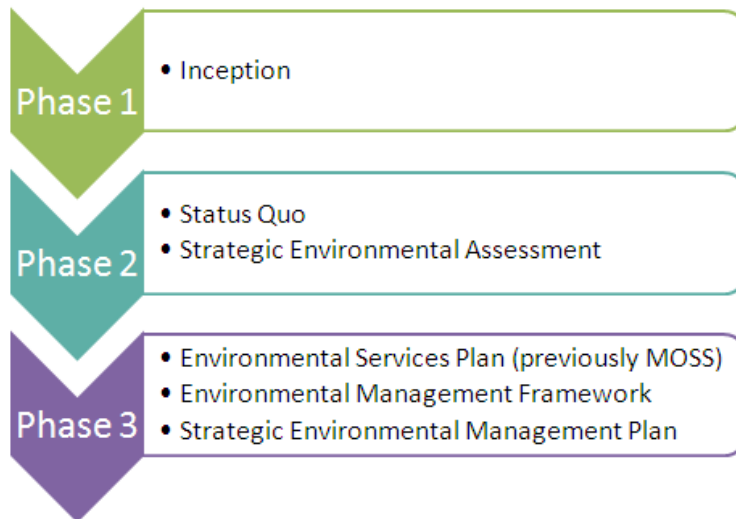 Phase 1
• Inception
Phase 2
• Status Quo
• Strategic Environmental Assessment
Phase 3
• Environmental Services Plan (previously MOSS)
• Environmental Management Framework
• Strategic Environmental Management Plan